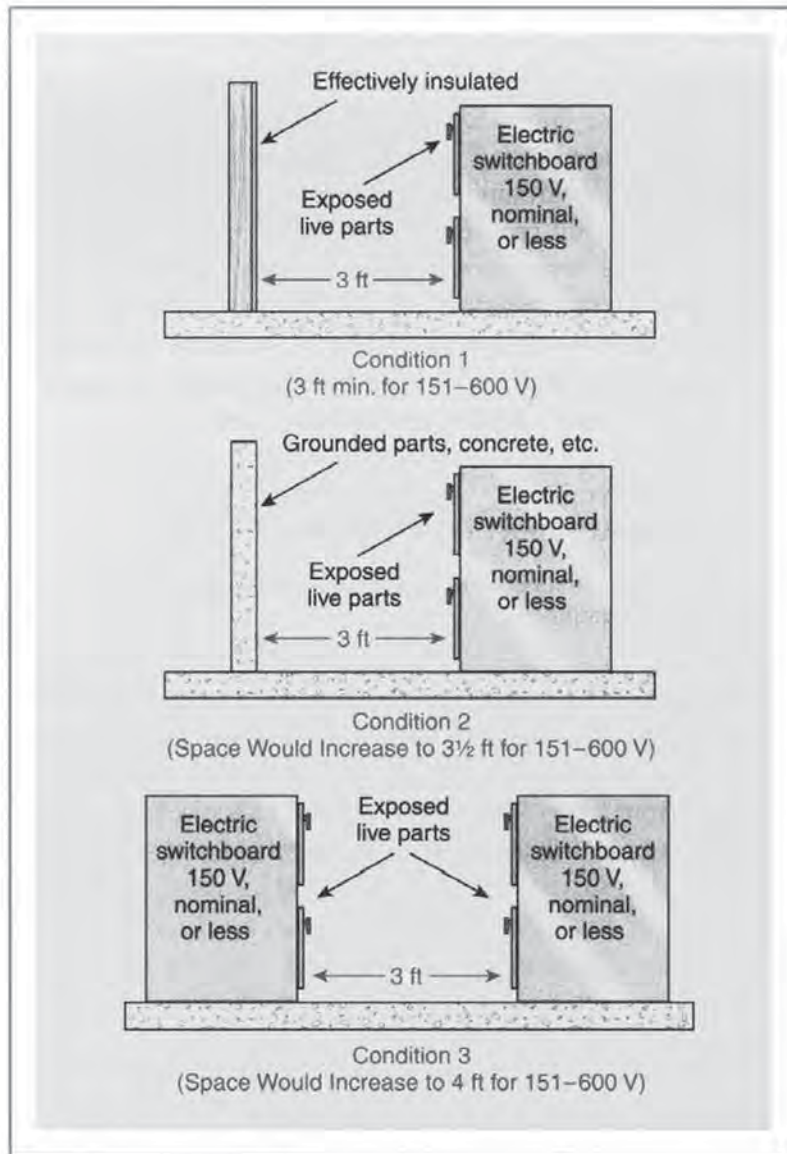 Effectively insulated
Exposed
live parts
Electric
switchboard
150 V,
nominal,
or less
3 ft
Condition 1
(3 ft min. for 151–600 V)
Grounded parts, concrete, etc.
Exposed
live parts
Electric
switchboard
150 V,
nominal,
or less
3 ft
Condition 2
(Space Would Increase to 3½ ft for 151–600 V)
Electric
switchboard
150 V,
nominal,
or less
Exposed
live parts
Electric
switchboard
150 V,
nominal,
or less
3 ft
Condition 3
(Space Would Increase to 4 ft for 151–600 V)